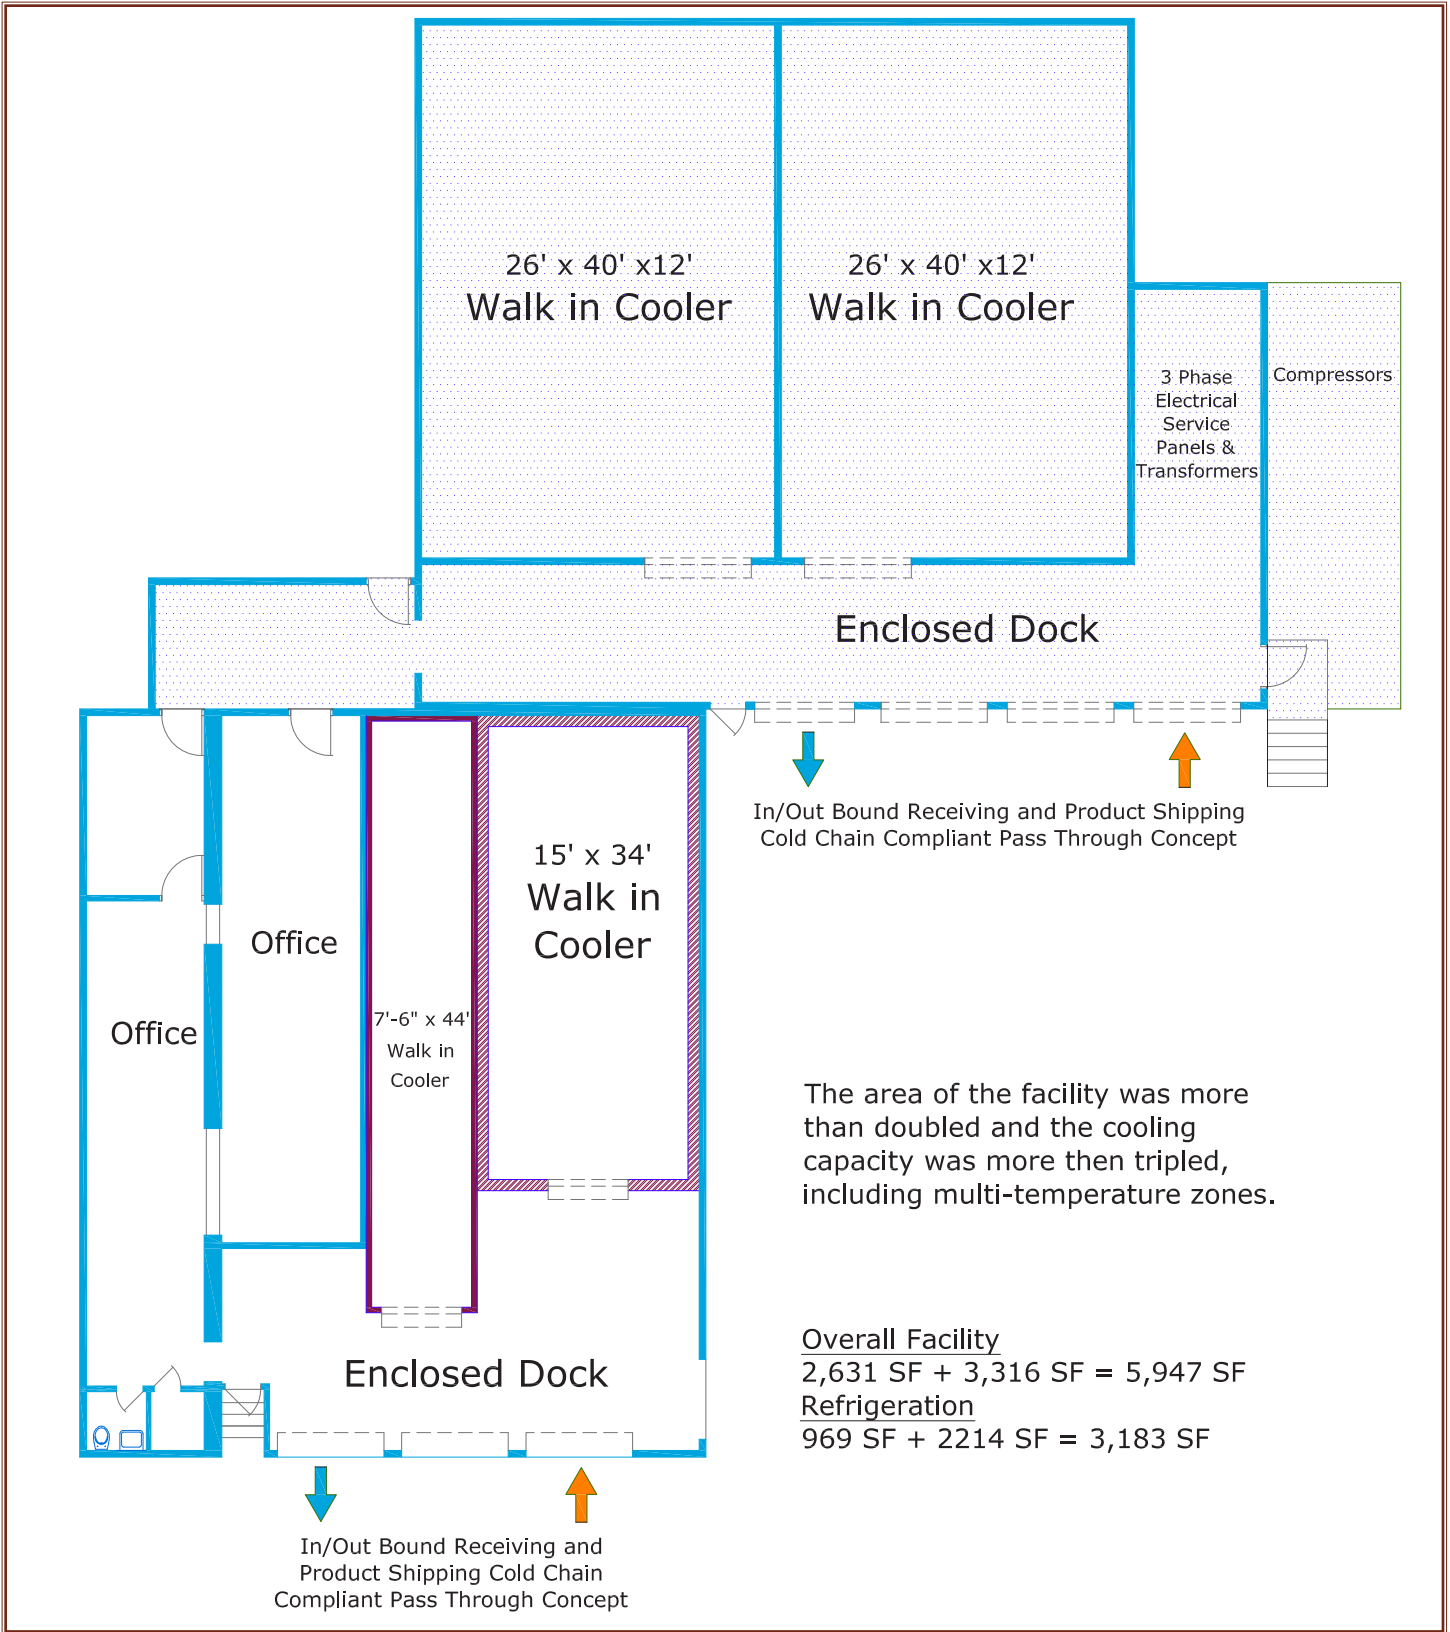 26' x 40' x12'
Walk in Cooler
26' x 40' x12'
Walk in Cooler
3 Phase
Electrical
Service
Panels &
Transformers
Compressors
Enclosed Dock
In/Out Bound Receiving and Product Shipping
Cold Chain Compliant Pass Through Concept
15' x 34'
Walk in
Cooler
Office
Office
7'-6" x 44'
Walk in
Cooler
The area of the facility was more
than doubled and the cooling
capacity was more then tripled,
including multi-temperature zones.
Enclosed Dock
Overall Facility
2,631 SF + 3,316 SF = 5,947 SF
Refrigeration
969 SF + 2214 SF = 3,183 SF
In/Out Bound Receiving and
Product Shipping Cold Chain
Compliant Pass Through Concept